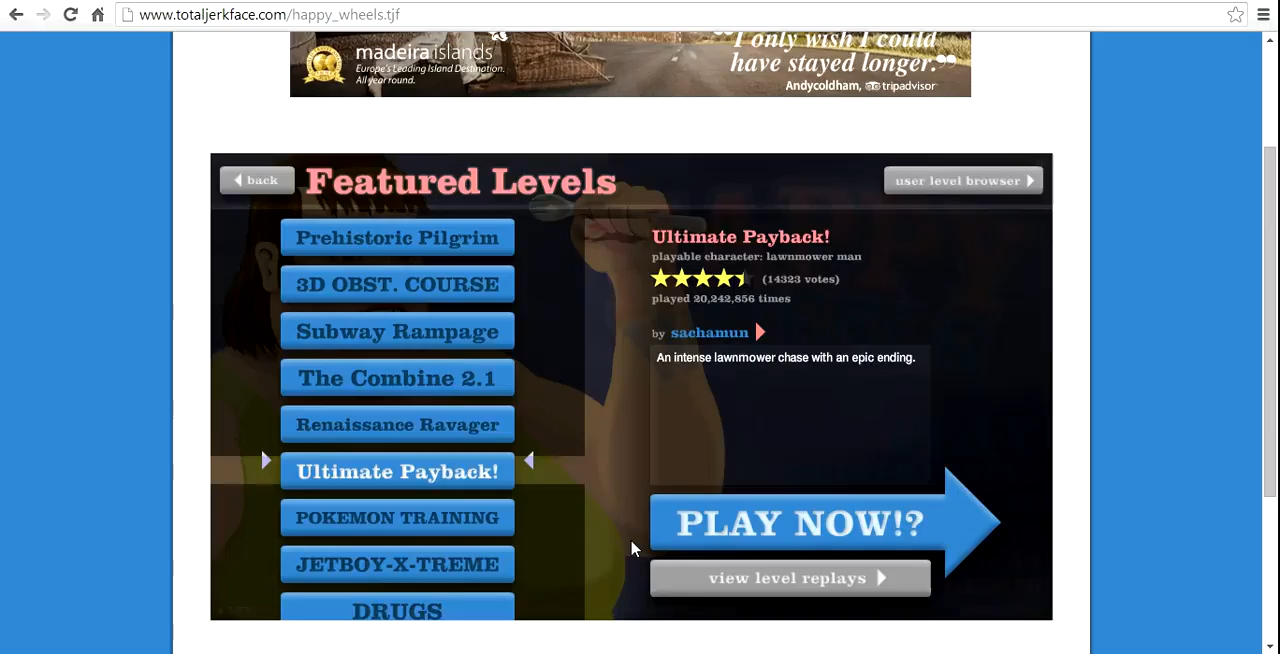 www.totaljerkface.com/happy_wheels.tjf
madeira islands
Europe's Leading Island Destination.
All year round.
“I only wish I could
have stayed longer.”
Andycoldham, tripadvisor
back
Featured Levels
user level browser
Prehistoric Pilgrim
3D OBST. COURSE
Subway Rampage
The Combine 2.1
Renaissance Ravager
Ultimate Payback!
POKEMON TRAINING
JETBOY-X-TREME
DRUGS
Ultimate Payback!
playable character: lawnmower man
(14323 votes)
played 20,242,856 times
by sachamun
An intense lawnmower chase with an epic ending.
PLAY NOW!?
view level replays